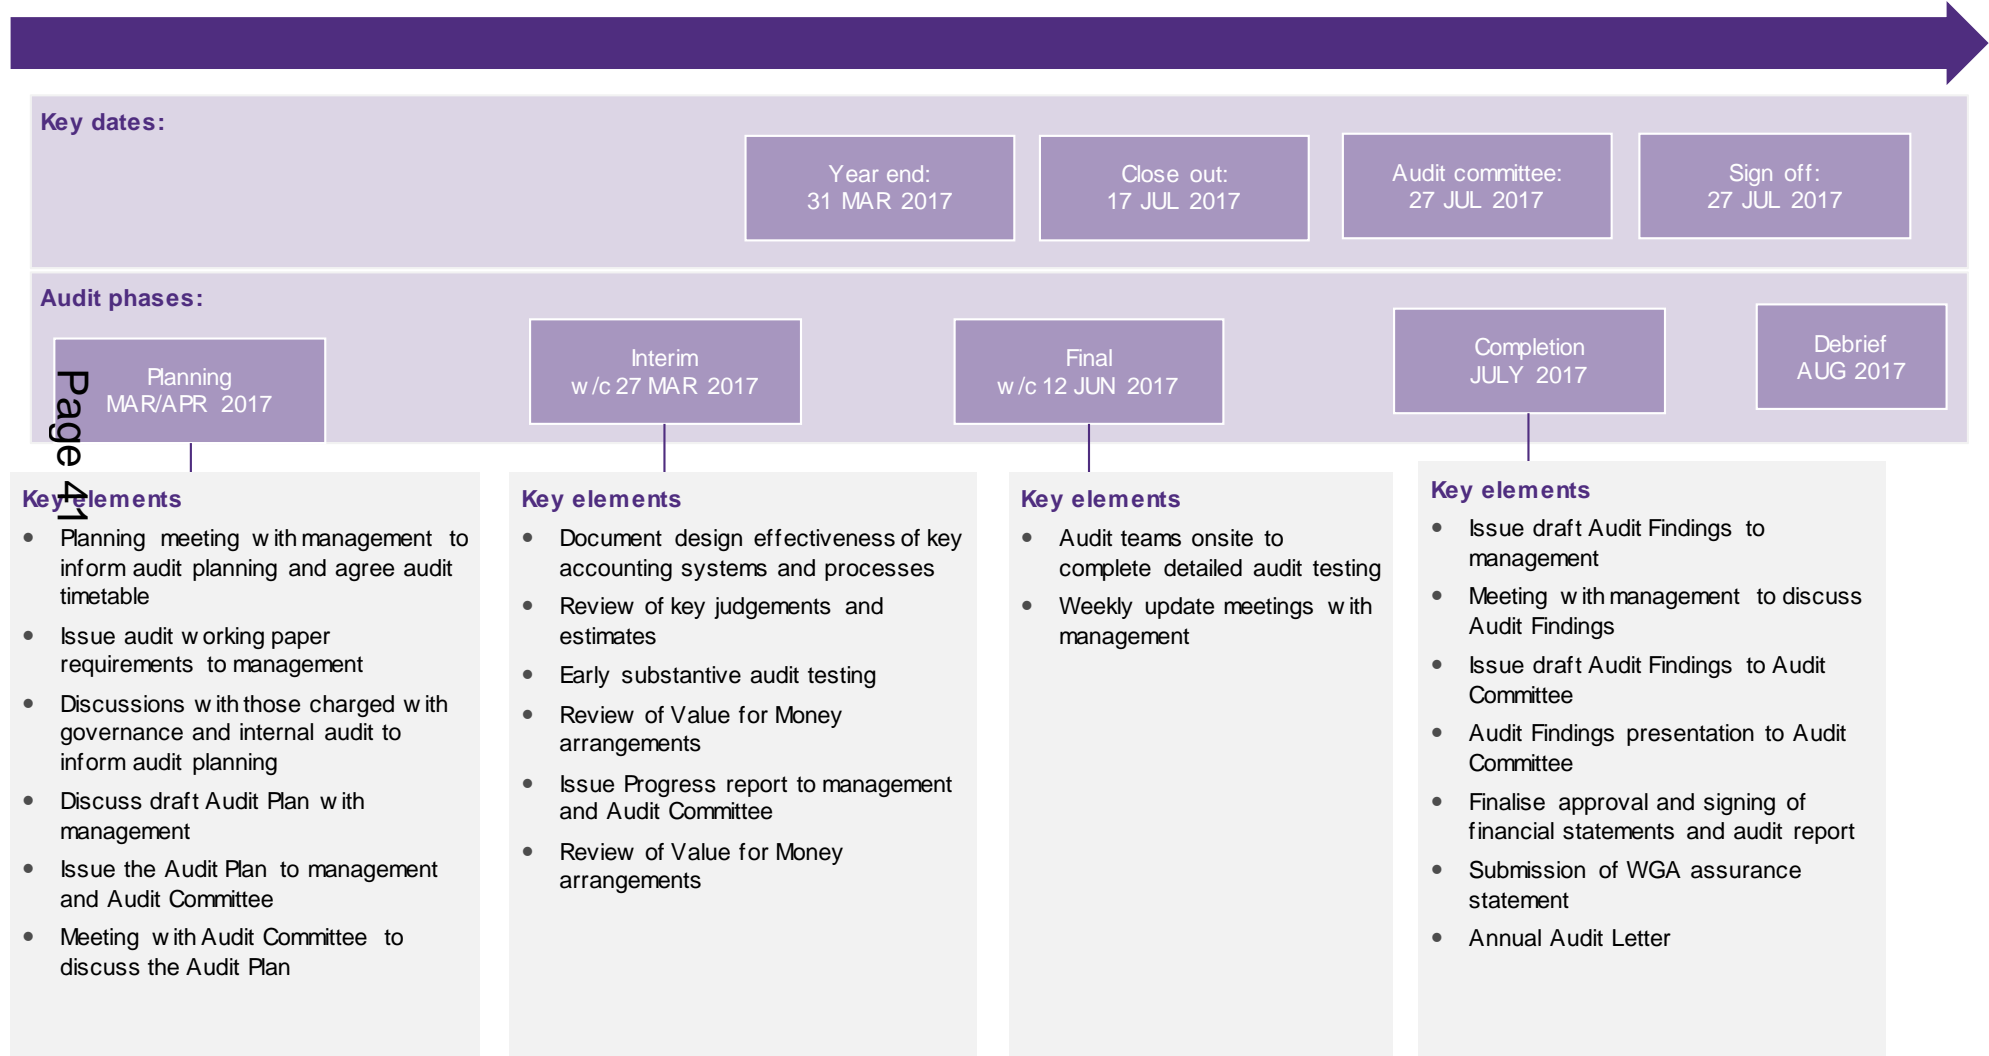 Key dates:
Year end:
31 MAR 2017
Close out:
17 JUL 2017
Audit committee:
27 JUL 2017
Sign off:
27 JUL 2017
Audit phases:
Planning
MAR/APR 2017
Interim
w/c 27 MAR 2017
Final
w/c 12 JUN 2017
Completion
JULY 2017
Debrief
AUG 2017
Page 41
Key elements
• Planning meeting with management to
inform audit planning and agree audit
timetable
• Issue audit working paper
requirements to management
• Discussions with those charged with
governance and internal audit to
inform audit planning
• Discuss draft Audit Plan with
management
• Issue the Audit Plan to management
and Audit Committee
• Meeting with Audit Committee to
discuss the Audit Plan
Key elements
• Document design effectiveness of key
accounting systems and processes
• Review of key judgements and
estimates
• Early substantive audit testing
• Review of Value for Money
arrangements
• Issue Progress report to management
and Audit Committee
• Review of Value for Money
arrangements
Key elements
• Audit teams onsite to
complete detailed audit testing
• Weekly update meetings with
management
Key elements
• Issue draft Audit Findings to
management
• Meeting with management to discuss
Audit Findings
• Issue draft Audit Findings to Audit
Committee
• Audit Findings presentation to Audit
Committee
• Finalise approval and signing of
financial statements and audit report
• Submission of WGA assurance
statement
• Annual Audit Letter